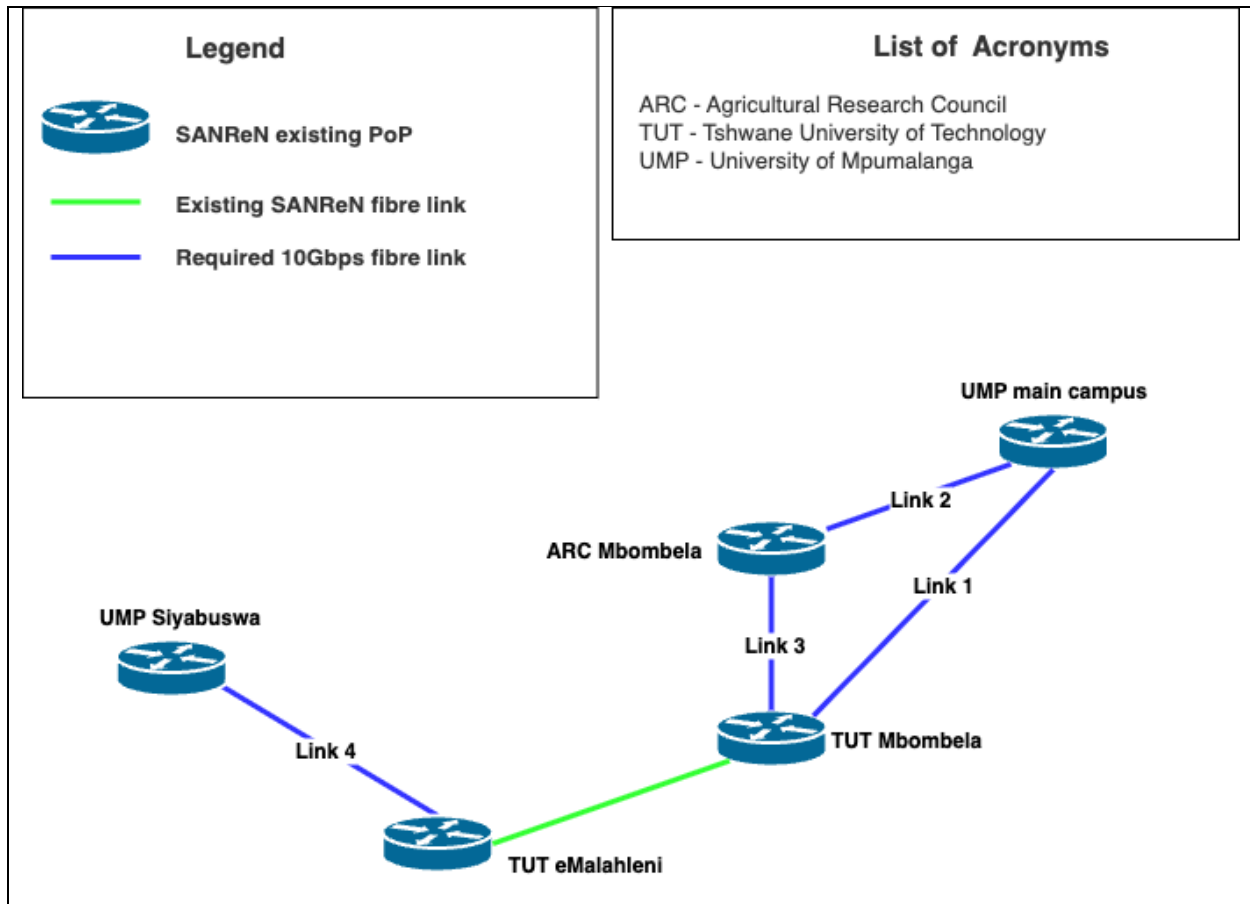 Legend
SANReN existing PoP
Existing SANReN fibre link
Required 10Gbps fibre link
List of Acronyms
ARC - Agricultural Research Council
TUT - Tshwane University of Technology
UMP - University of Mpumalanga
UMP main campus
Link 2
ARC Mbombela
Link 1
UMP Siyabuswa
Link 3
TUT Mbombela
Link 4
TUT eMalahleni